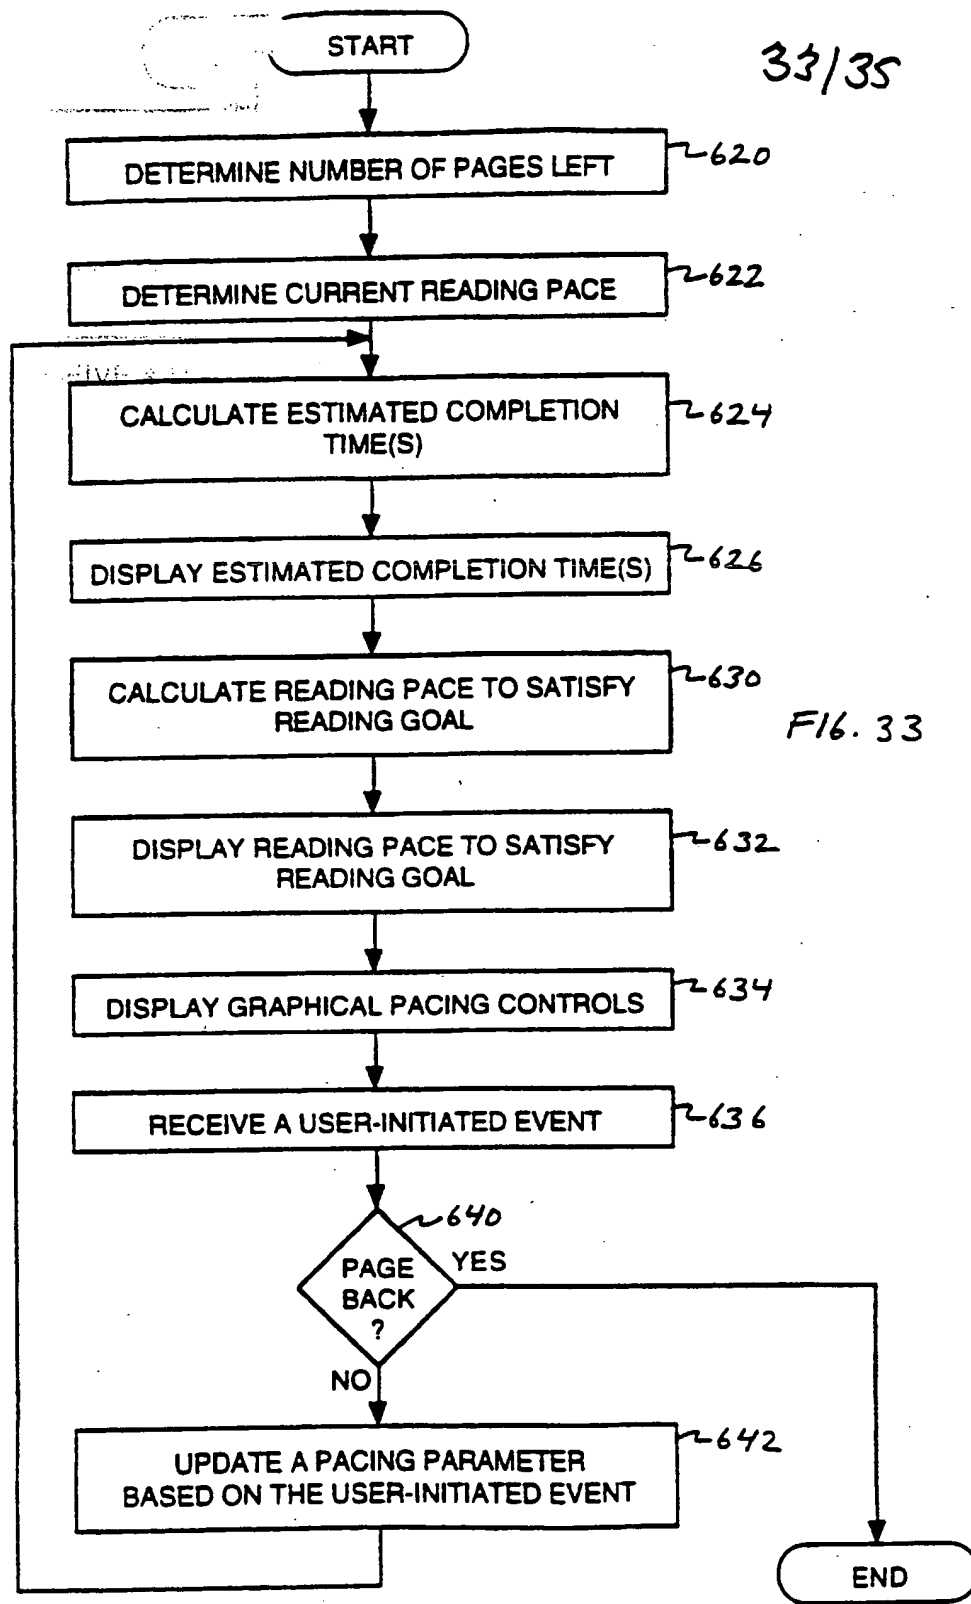 START
33/35
DETERMINE NUMBER OF PAGES LEFT
620
DETERMINE CURRENT READING PACE
622
CALCULATE ESTIMATED COMPLETION
TIME(S)
624
DISPLAY ESTIMATED COMPLETION TIME(S)
626
CALCULATE READING PACE TO SATISFY
READING GOAL
630
FIG. 33
DISPLAY READING PACE TO SATISFY
READING GOAL
632
DISPLAY GRAPHICAL PACING CONTROLS
634
RECEIVE A USER-INITIATED EVENT
636
640
PAGE
BACK
?
YES
NO
UPDATE A PACING PARAMETER
BASED ON THE USER-INITIATED EVENT
642
END